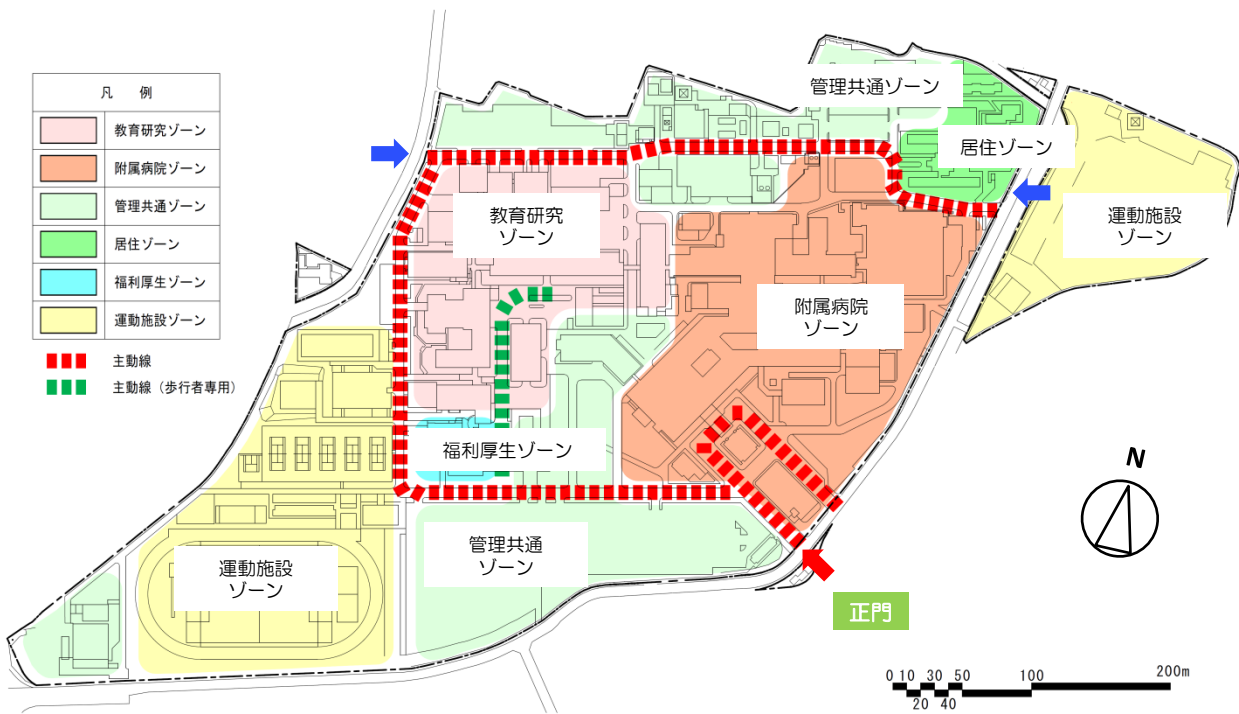 凡 例
教育研究ゾーン
附属病院ゾーン
管理共通ゾーン
居住ゾーン
福利厚生ゾーン
運動施設ゾーン
主動線
主動線（歩行者専用）
管理共通ゾーン
居住ゾーン
運動施設
ゾーン
教育研究
ゾーン
附属病院
ゾーン
福利厚生ゾーン
管理共通
ゾーン
運動施設
ゾーン
正門
N
0 10 30 50 100 200m
20 40